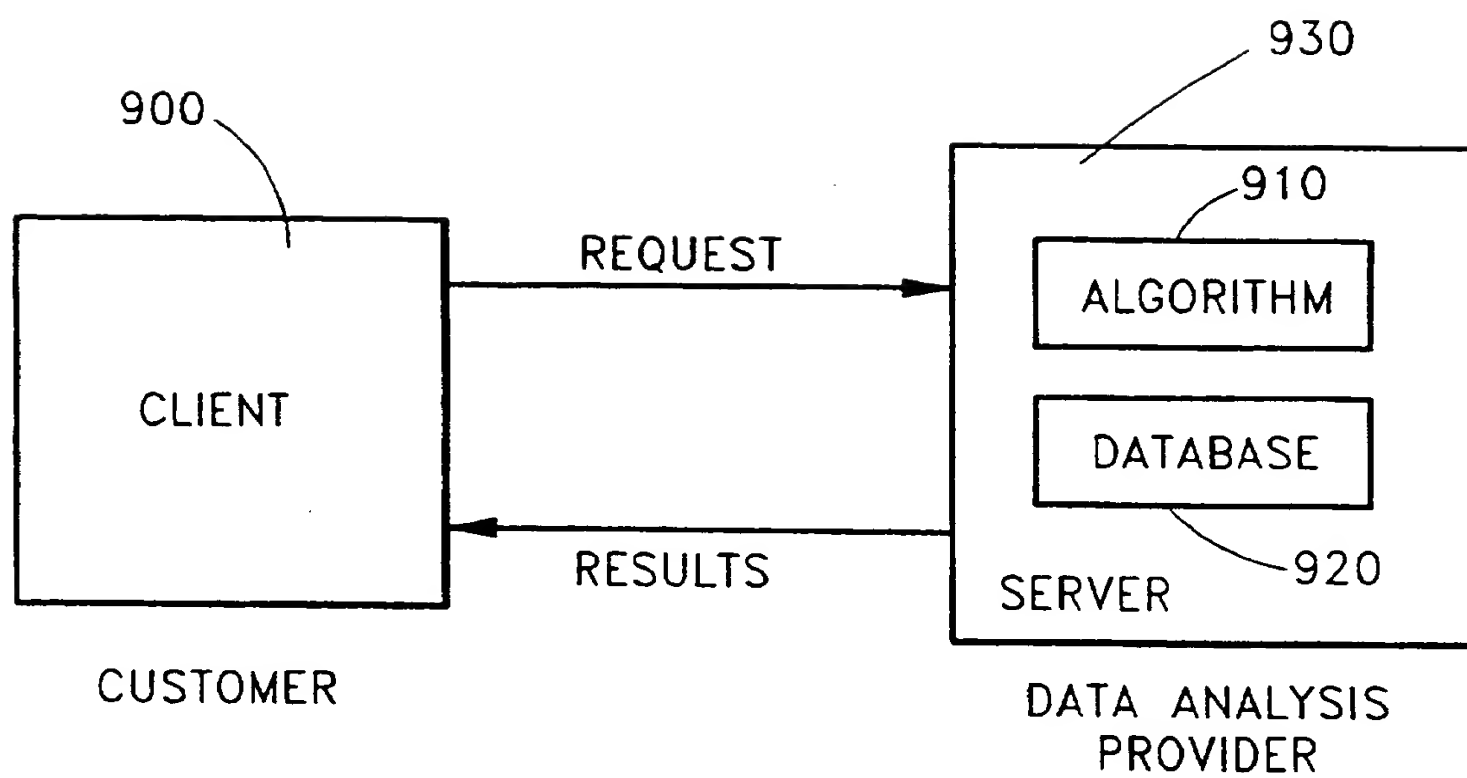 930
900
910
REQUEST
ALGORITHM
CLIENT
DATABASE
RESULTS
920
SERVER
CUSTOMER
DATA ANALYSIS
PROVIDER